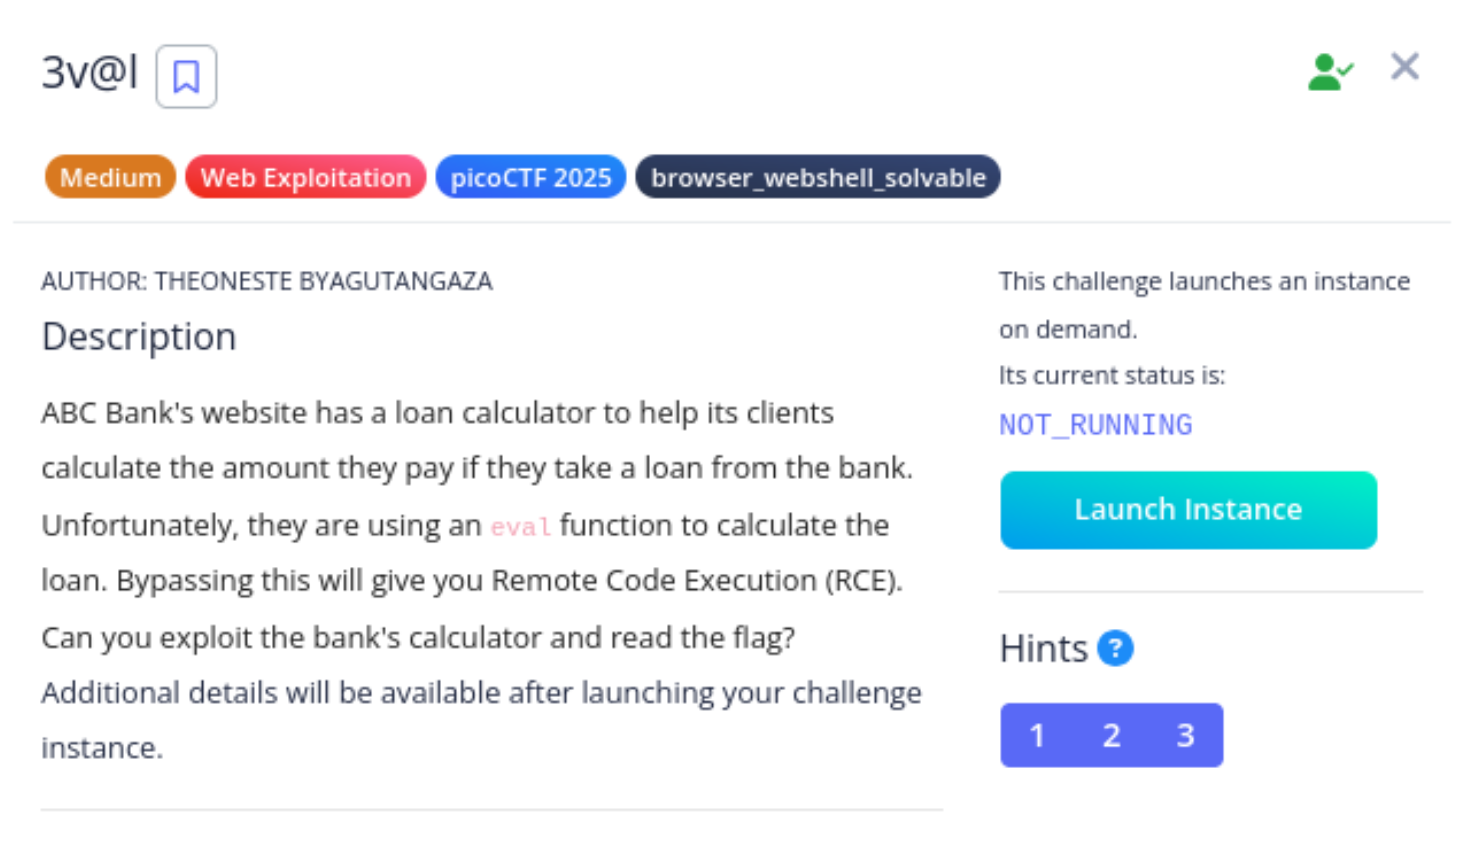 3v@l
Medium Web Exploitation picoCTF 2025 browser_webshell_solvable
AUTHOR: THEONESTE BYAGUTANGAZA
Description
ABC Bank's website has a loan calculator to help its clients
calculate the amount they pay if they take a loan from the bank.
Unfortunately, they are using an eval function to calculate the
loan. Bypassing this will give you Remote Code Execution (RCE).
Can you exploit the bank's calculator and read the flag?
Additional details will be available after launching your challenge
instance.
This challenge launches an instance
on demand.
Its current status is:
NOT_RUNNING
Launch Instance
Hints ?
1 2 3